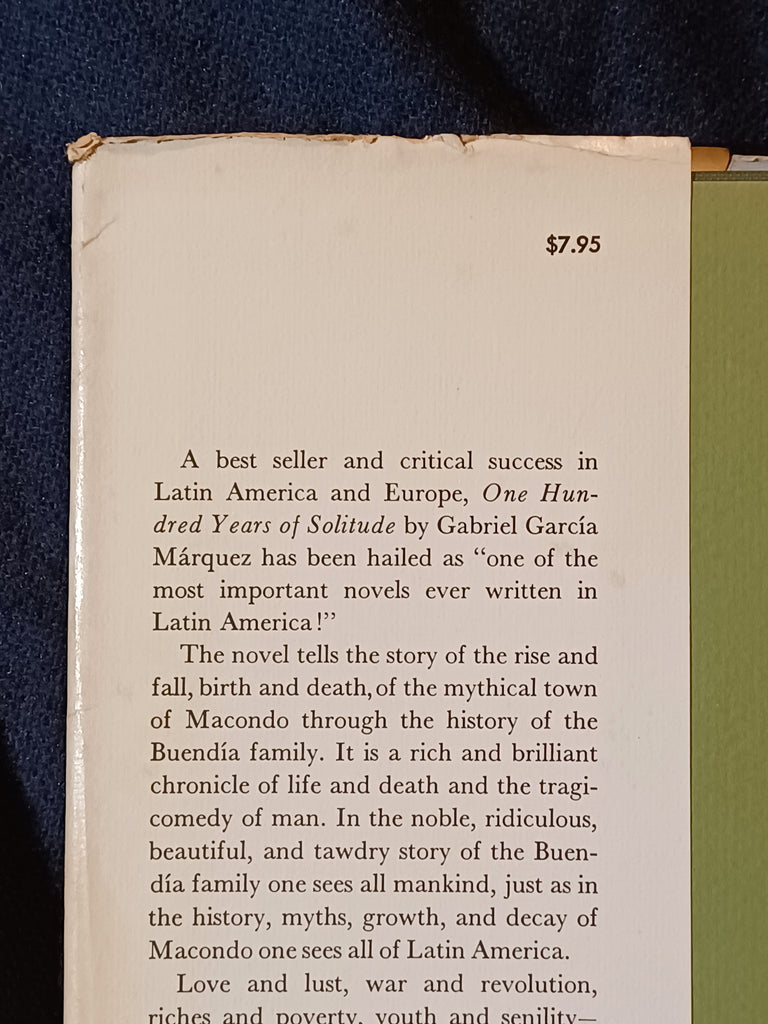 $7.95
A best seller and critical success in
Latin America and Europe, One Hun-
dred Years of Solitude by Gabriel García
Márquez has been hailed as “one of the
most important novels ever written in
Latin America!”
The novel tells the story of the rise and
fall, birth and death, of the mythical town
of Macondo through the history of the
Buendía family. It is a rich and brilliant
chronicle of life and death and the tragi-
comedy of man. In the noble, ridiculous,
beautiful, and tawdry story of the Buen-
día family one sees all mankind, just as in
the history, myths, growth, and decay of
Macondo one sees all of Latin America.
Love and lust, war and revolution,
riches and poverty, youth and senility—